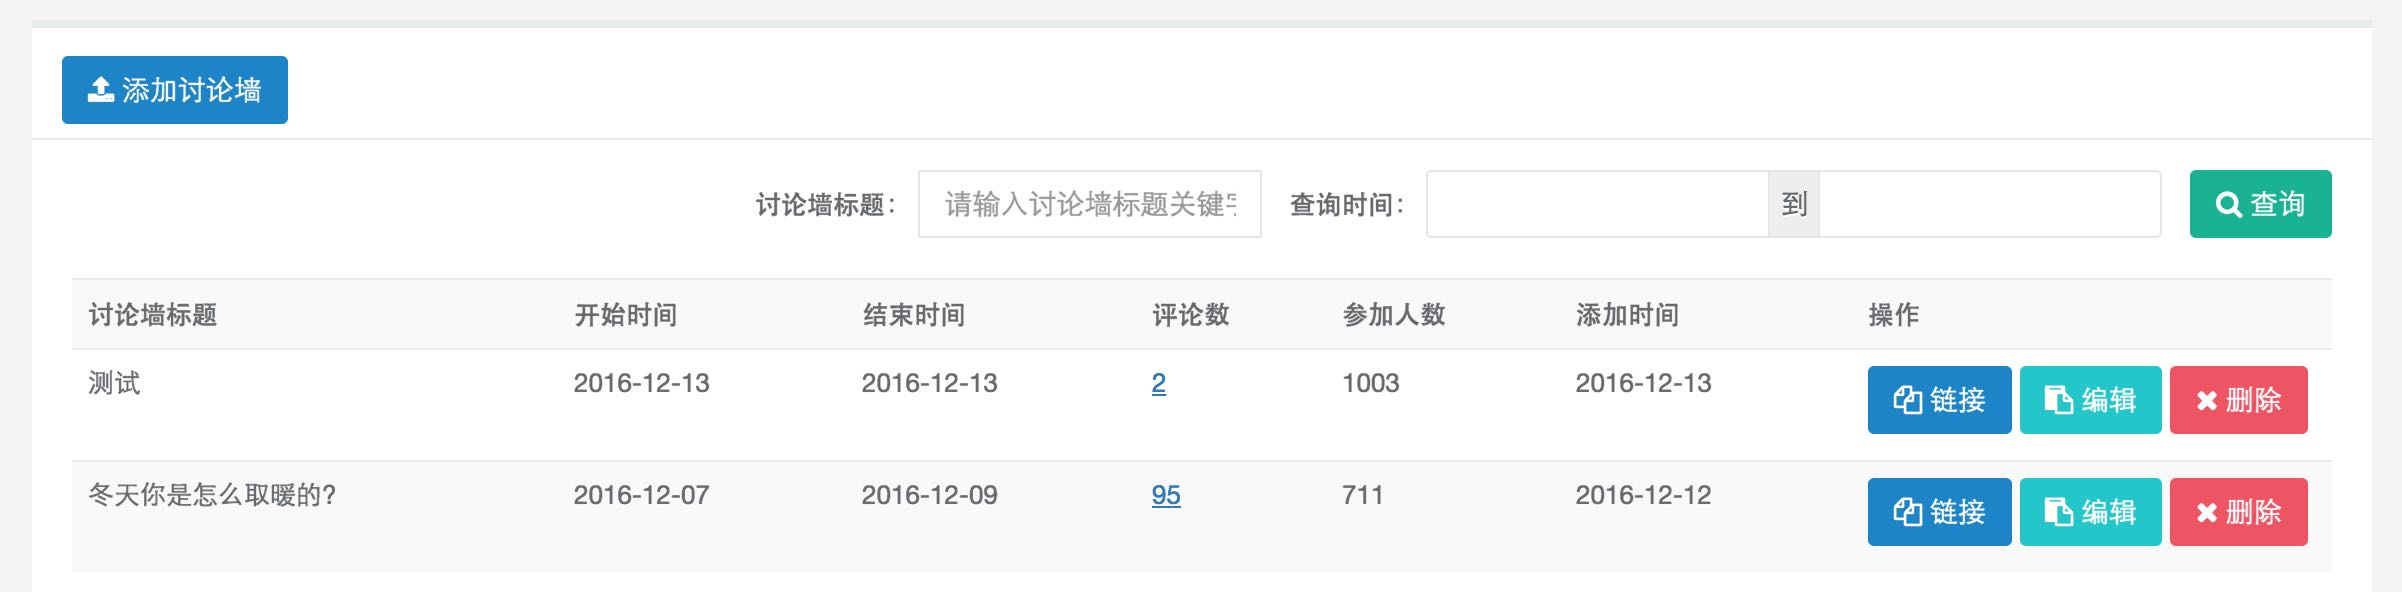 添加讨论墙
讨论墙标题： 请输入讨论墙标题关键 查询时间： 到 查询
讨论墙标题 开始时间 结束时间 评论数 参加人数 添加时间 操作
测试 2016-12-13 2016-12-13 2 1003 2016-12-13 链接 编辑 删除
冬天你是怎么取暖的? 2016-12-07 2016-12-09 95 711 2016-12-12 链接 编辑 删除